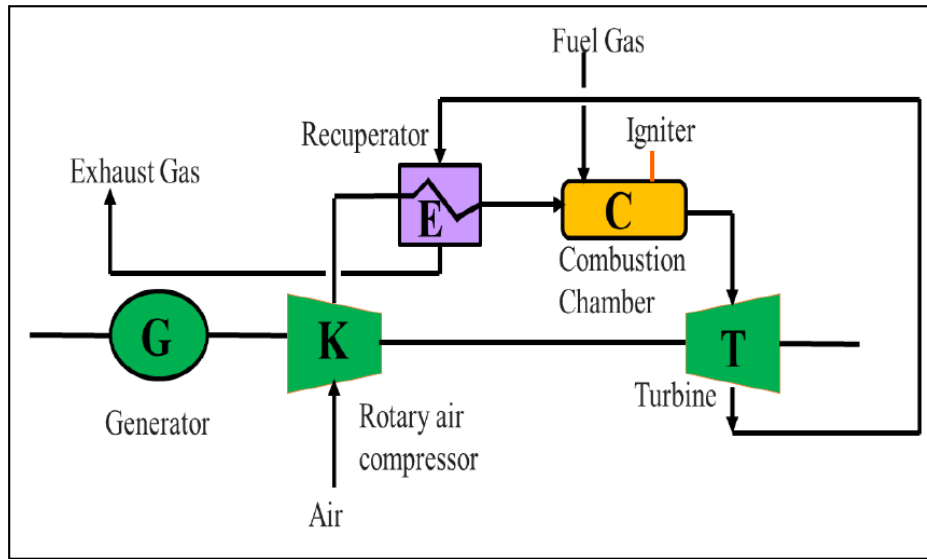 Fuel Gas
Igniter
Recuperator
Exhaust Gas
E
C
Combustion
Chamber
G
K
T
Turbine
Generator
Rotary air
compressor
Air